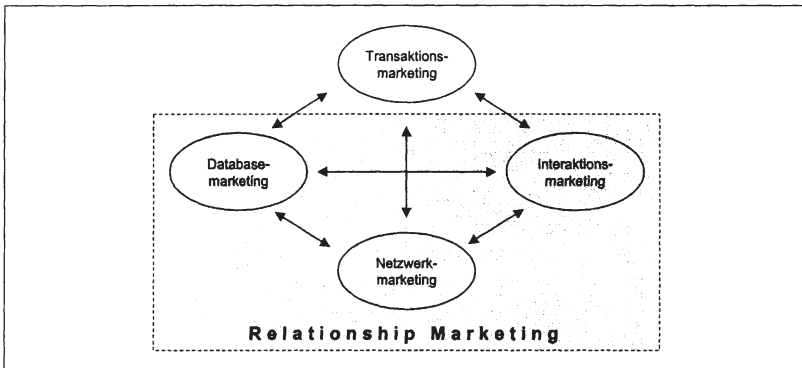 Transaktions-
marketing
Database-
marketing
Interaktions-
marketing
Netzwerk-
marketing
Relationship Marketing